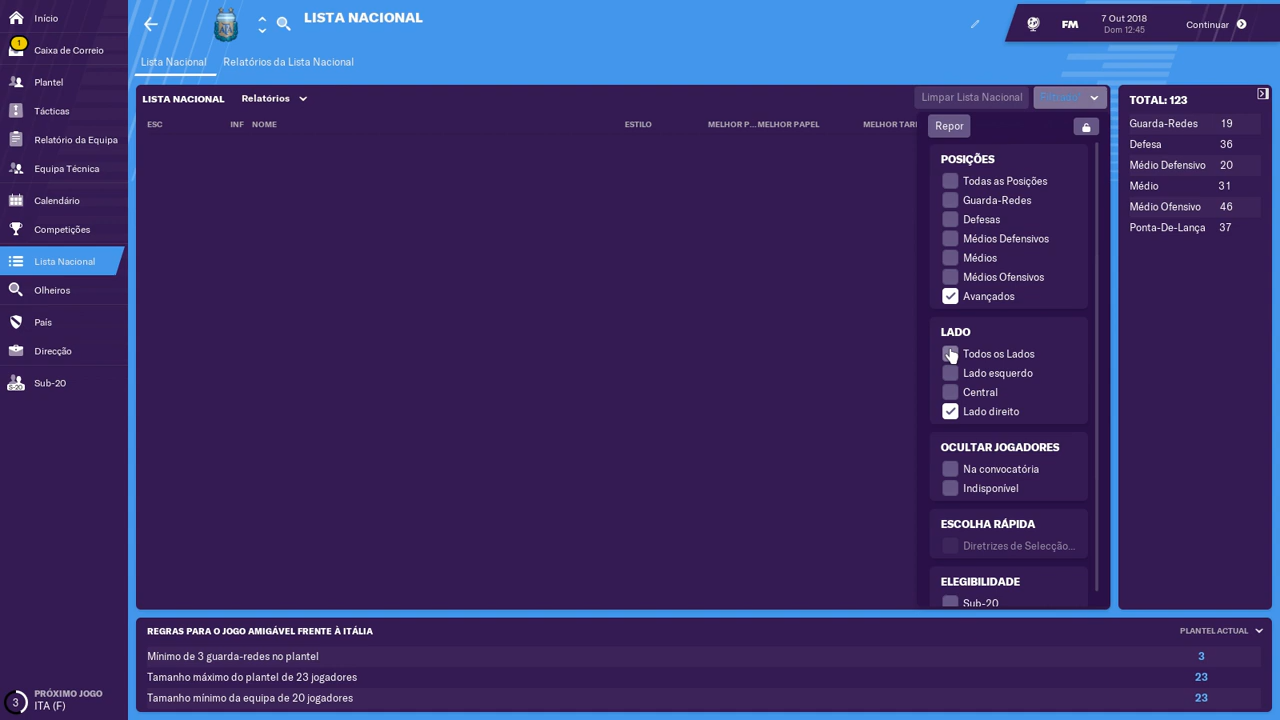 Início
1
Caixa de Correio
Plantel
Tácticas
Relatório da Equipa
Equipa Técnica
Calendário
Competições
Lista Nacional
Olheiros
País
Direcção
Sub-20
S-20
3
PRÓXIMO JOGO
ITA (F)
AFA
LISTA NACIONAL
FM
7 Out 2018
Dom 12:45
Continuar
Lista Nacional
Relatórios da Lista Nacional
LISTA NACIONAL
Relatórios
Limpar Lista Nacional
ESC INF NOME ESTILO MELHOR P... MELHOR PAPEL MELHOR TAR
Repor
POSIÇÕES
Todas as Posições
Guarda-Redes
Defesas
Médios Defensivos
Médios
Médios Ofensivos
Avançados
LADO
Todos os Lados
Lado esquerdo
Central
Lado direito
OCULTAR JOGADORES
Na convocatória
Indisponível
ESCOLHA RÁPIDA
Diretrizes de Selecção...
ELEGIBILIDADE
Sub-20
TOTAL: 123
Guarda-Redes 19
Defesa 36
Médio Defensivo 20
Médio 31
Médio Ofensivo 46
Ponta-De-Lança 37
REGRAS PARA O JOGO AMIGÁVEL FRENTE À ITÁLIA
PLANTEL ACTUAL
Mínimo de 3 guarda-redes no plantel 3
Tamanho máximo do plantel de 23 jogadores 23
Tamanho mínimo da equipa de 20 jogadores 23